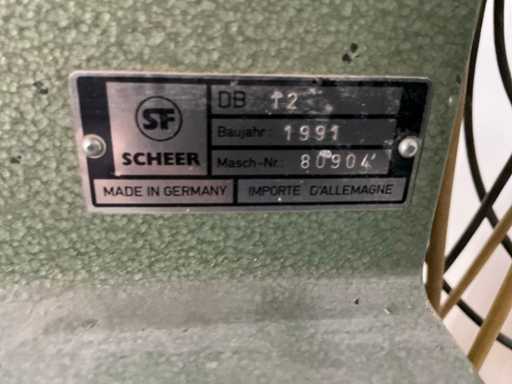 SF
SCHEER
DB 12
Baujahr: 1991
Masch-Nr.: 80904
MADE IN GERMANY
IMPORTE D'ALLEMAGNE